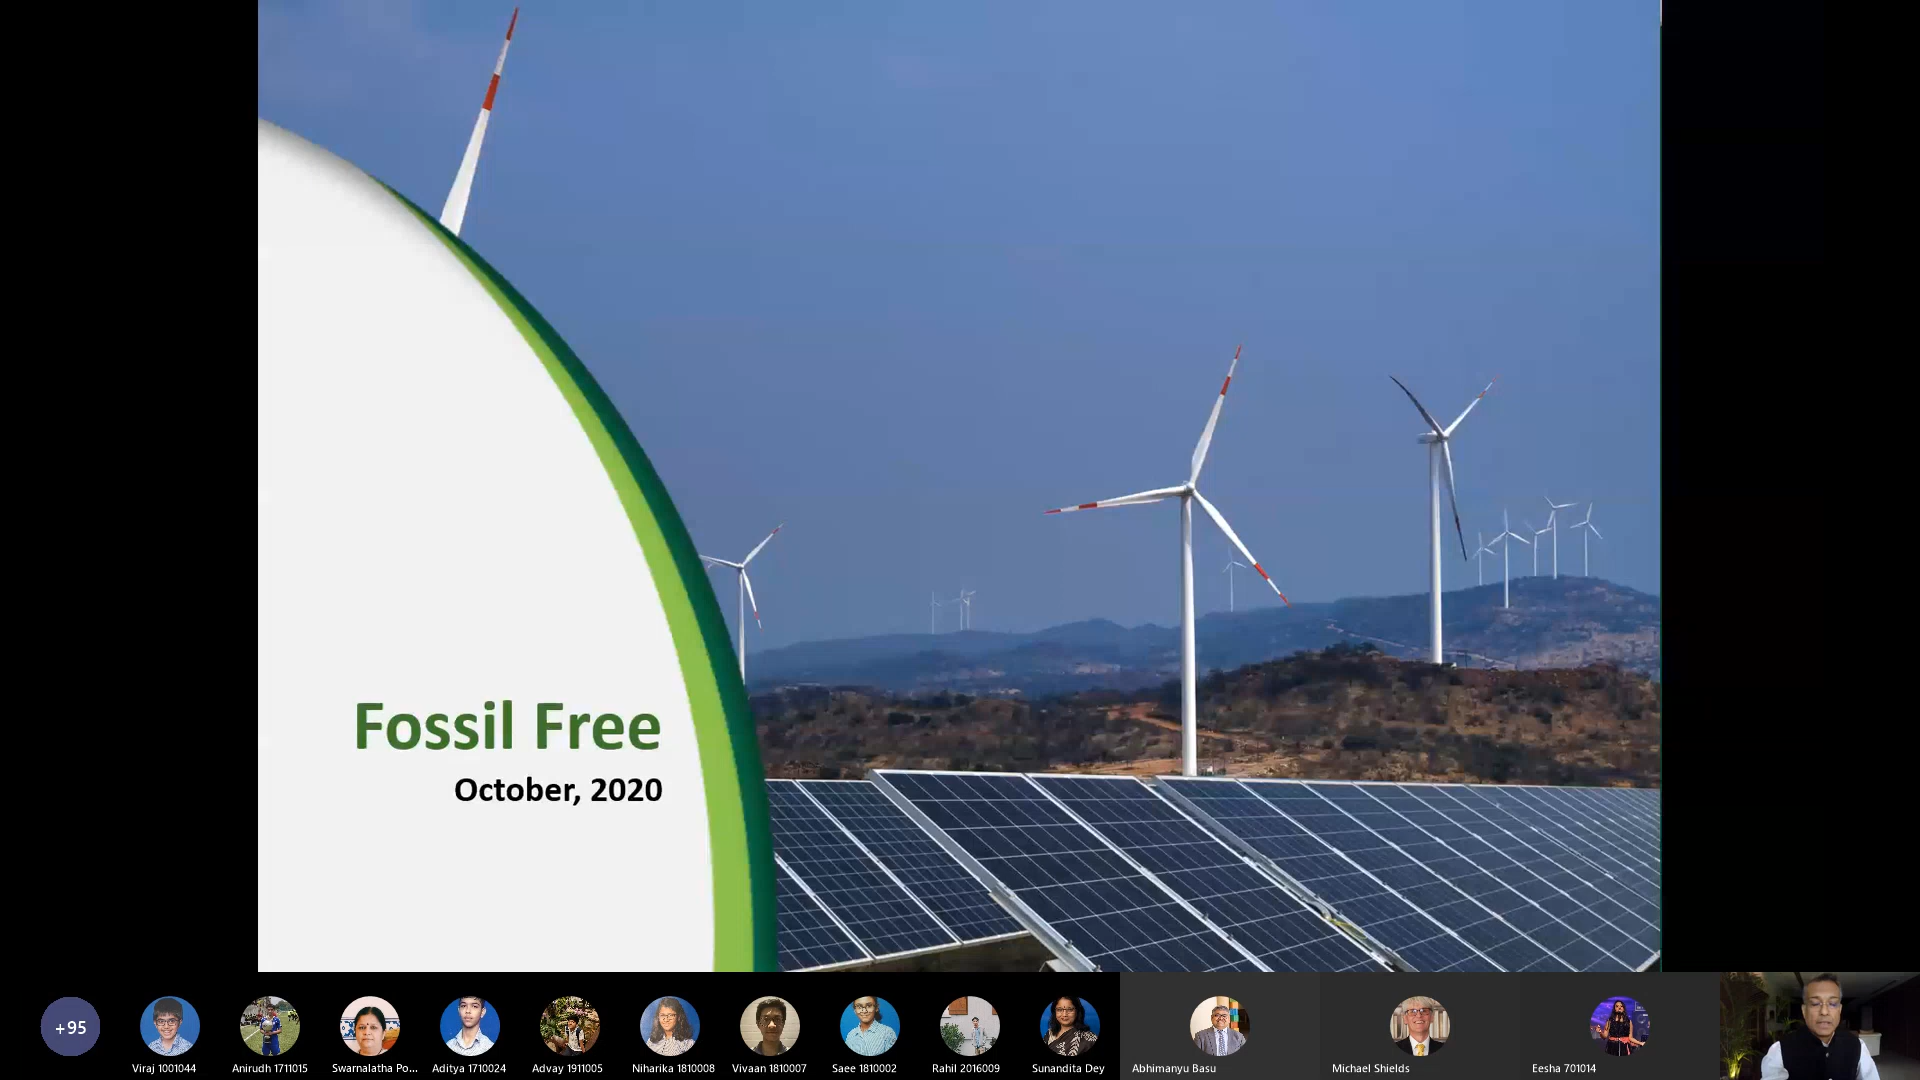 Fossil Free
October, 2020
+95
Viraj 1001044
Anirudh 1711015
Swarnalatha Po...
Aditya 1710024
Advay 1911005
Niharika 1810008
Vivaan 1810007
Saee 1810002
Rahil 2016009
Sunandita Dey
Abhimanyu Basu
Michael Shields
Eesha 701014